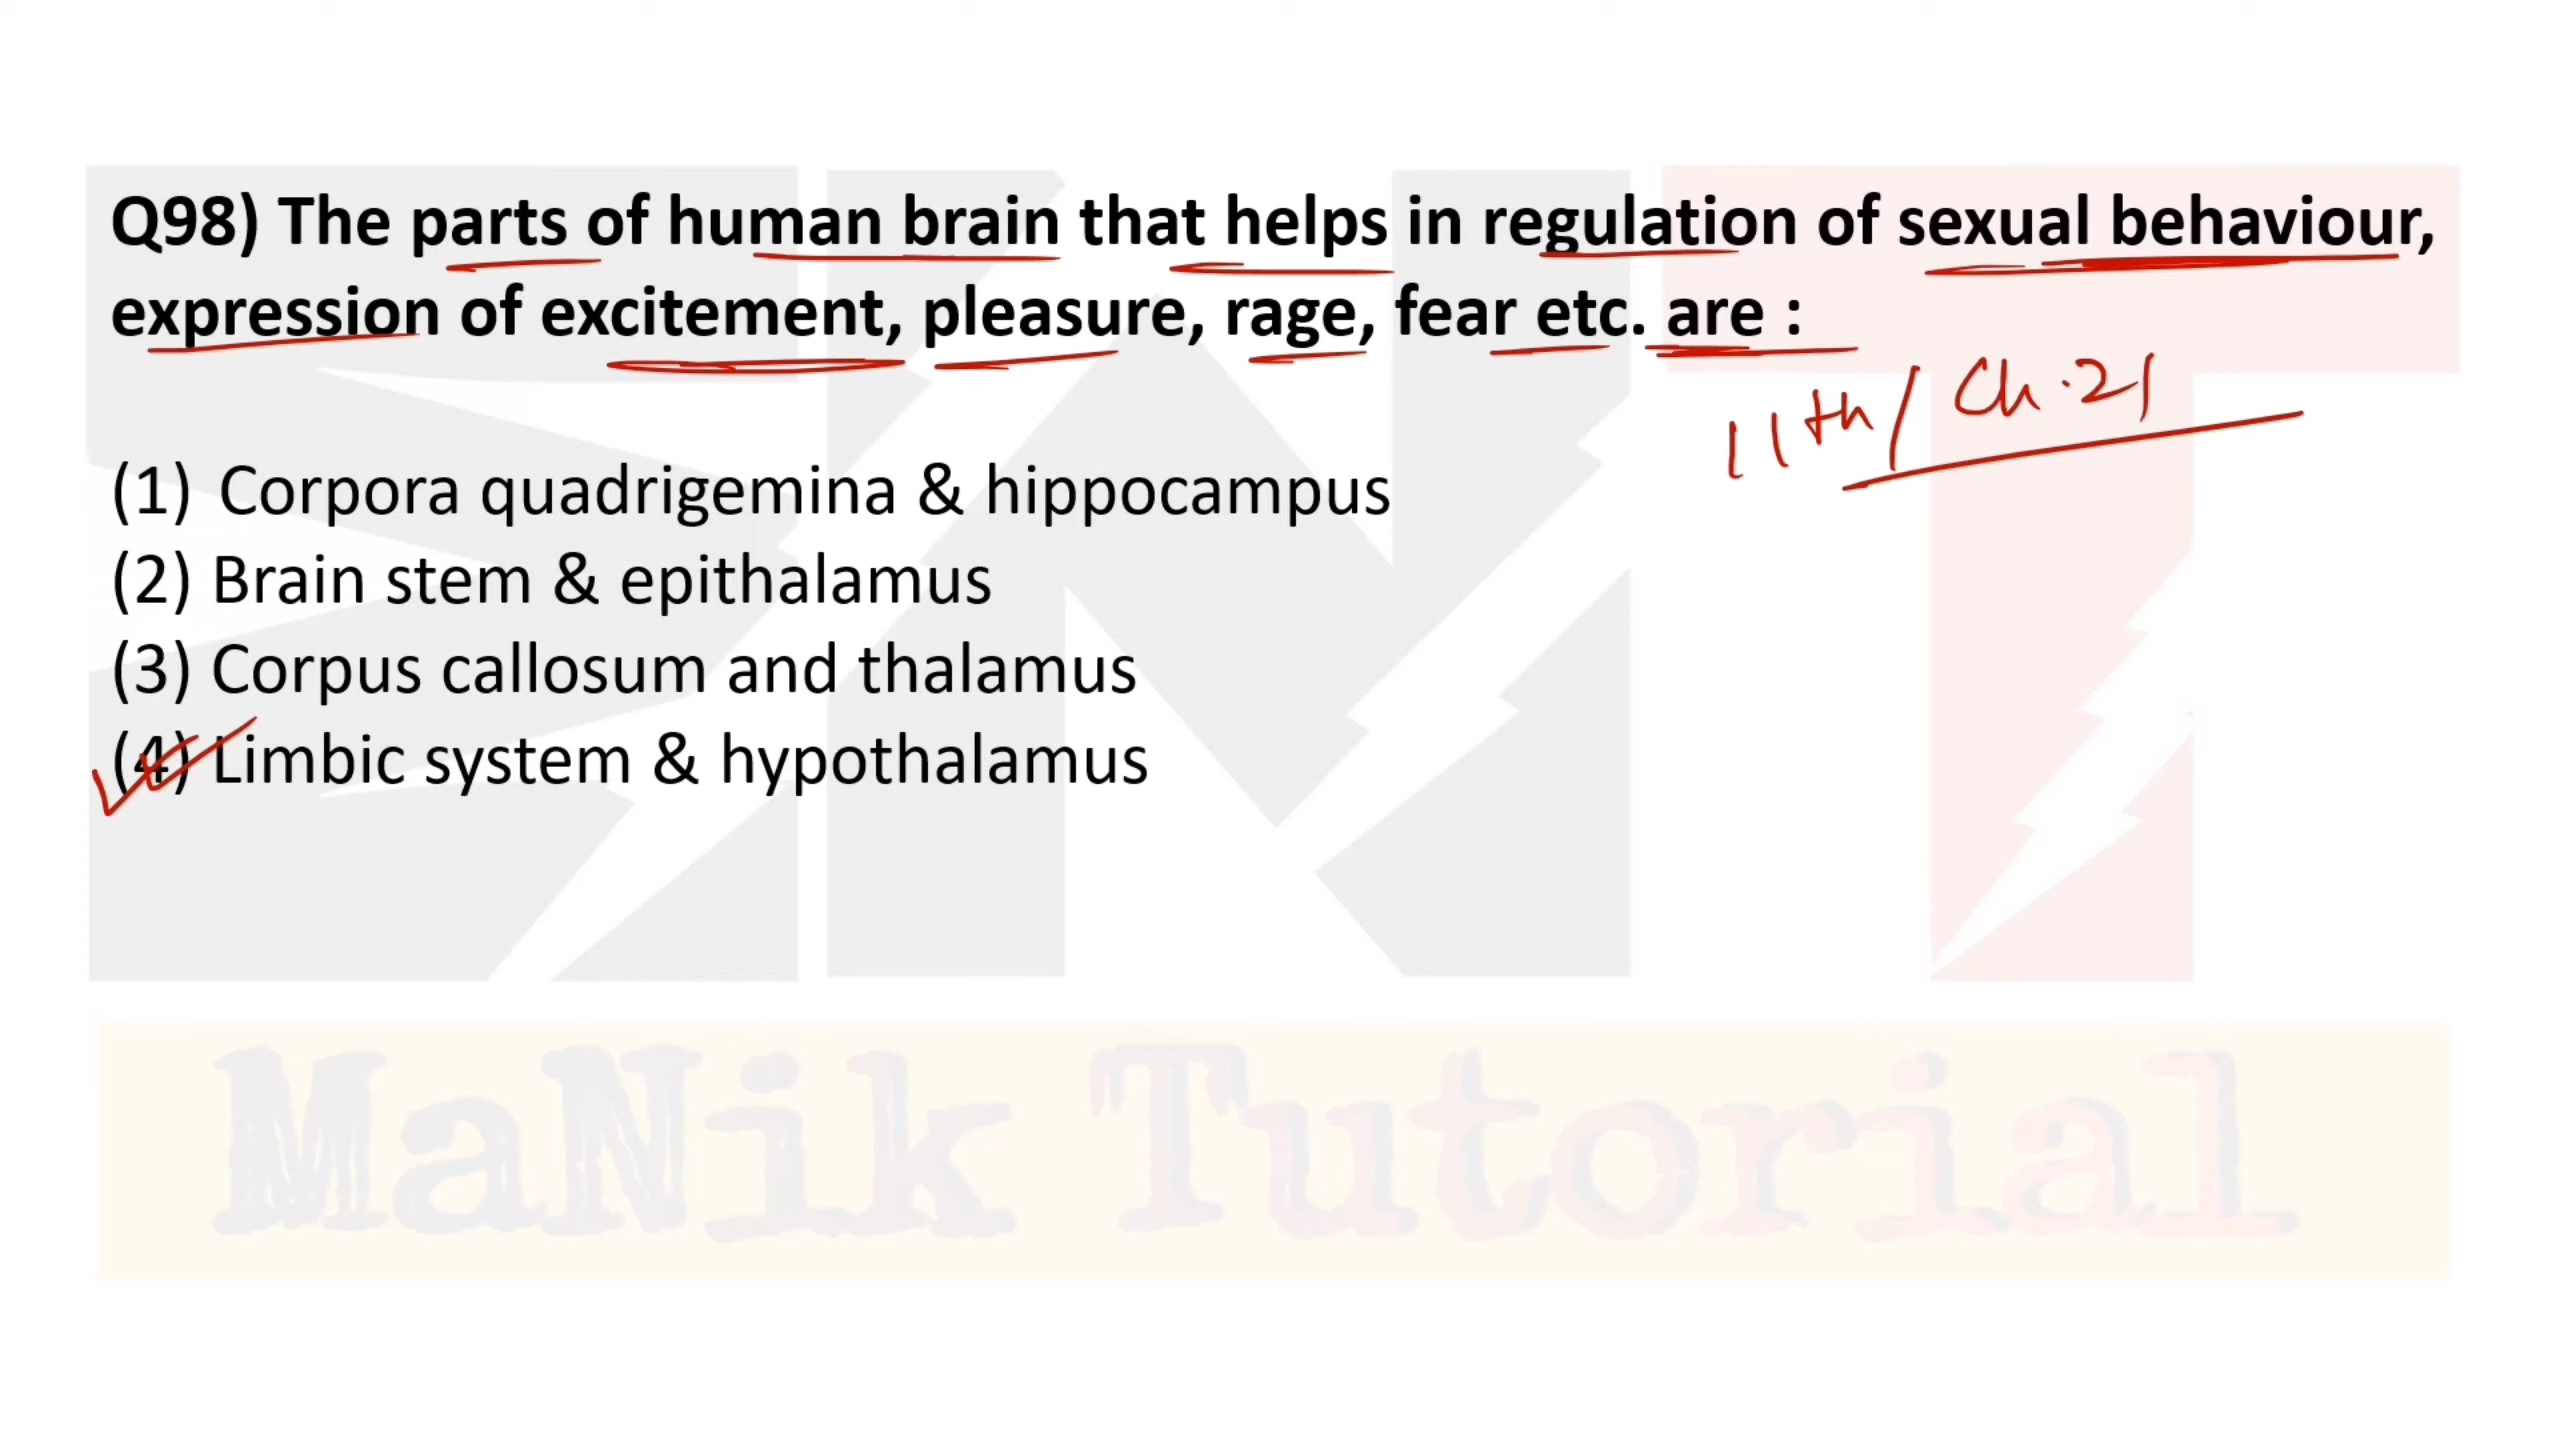 Q98) The parts of human brain that helps in regulation of sexual behaviour,
expression of excitement, pleasure, rage, fear etc. are :
11th / Ch.21
(1) Corpora quadrigemina & hippocampus
(2) Brain stem & epithalamus
(3) Corpus callosum and thalamus
(4) Limbic system & hypothalamus
MaNik Tutorial